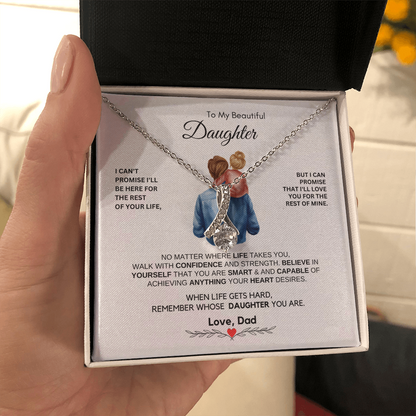 To My Beautiful
Daughter
I CAN'T
PROMISE I'LL
BE HERE FOR
THE REST
OF YOUR LIFE,
BUT I CAN
PROMISE
THAT I'LL LOVE
YOU FOR THE
REST OF MINE.
NO MATTER WHERE LIFE TAKES YOU,
WALK WITH CONFIDENCE AND STRENGTH. BELIEVE IN
YOURSELF THAT YOU ARE SMART & AND CAPABLE OF
ACHIEVING ANYTHING YOUR HEART DESIRES.
WHEN LIFE GETS HARD,
REMEMBER WHOSE DAUGHTER YOU ARE.
Love, Dad